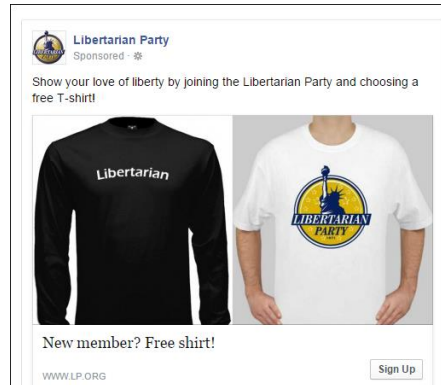 Libertarian Party
Sponsored ·
Show your love of liberty by joining the Libertarian Party and choosing a
free T-shirt!
Libertarian
LIBERTARIAN
PARTY
New member? Free shirt!
WWW.LP.ORG
Sign Up